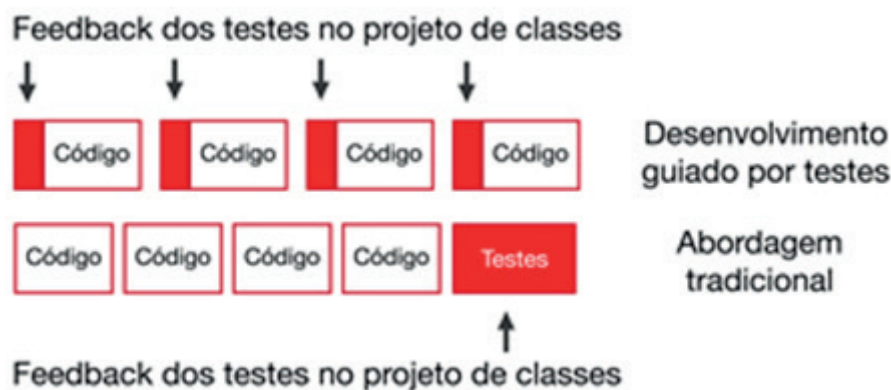 Feedback dos testes no projeto de classes
Código Código Código Código
Desenvolvimento
guiado por testes
Código Código Código Código Testes
Abordagem
tradicional
Feedback dos testes no projeto de classes